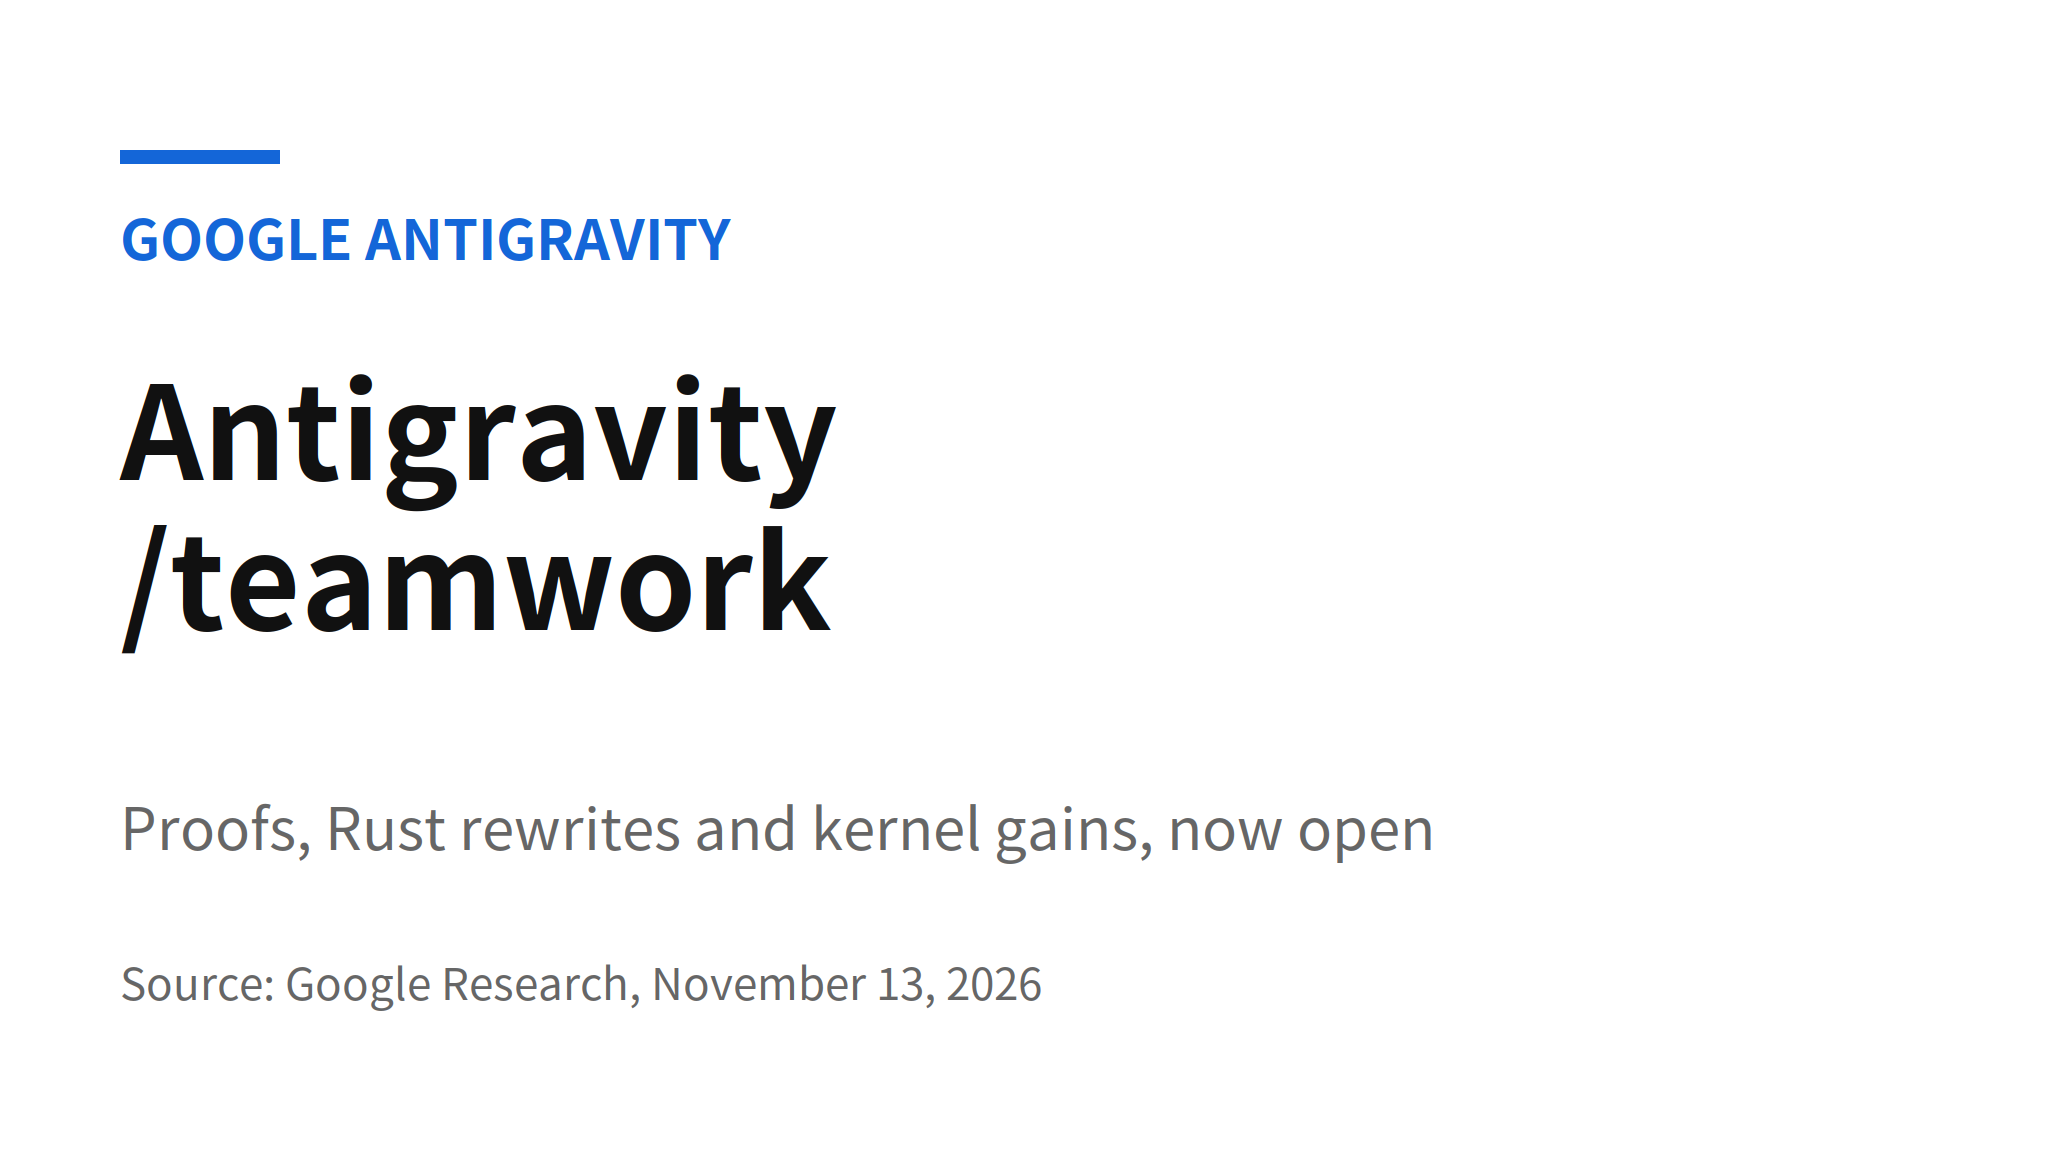 GOOGLE ANTIGRAVITY
Antigravity
/teamwork
Proofs, Rust rewrites and kernel gains, now open
Source: Google Research, November 13, 2026